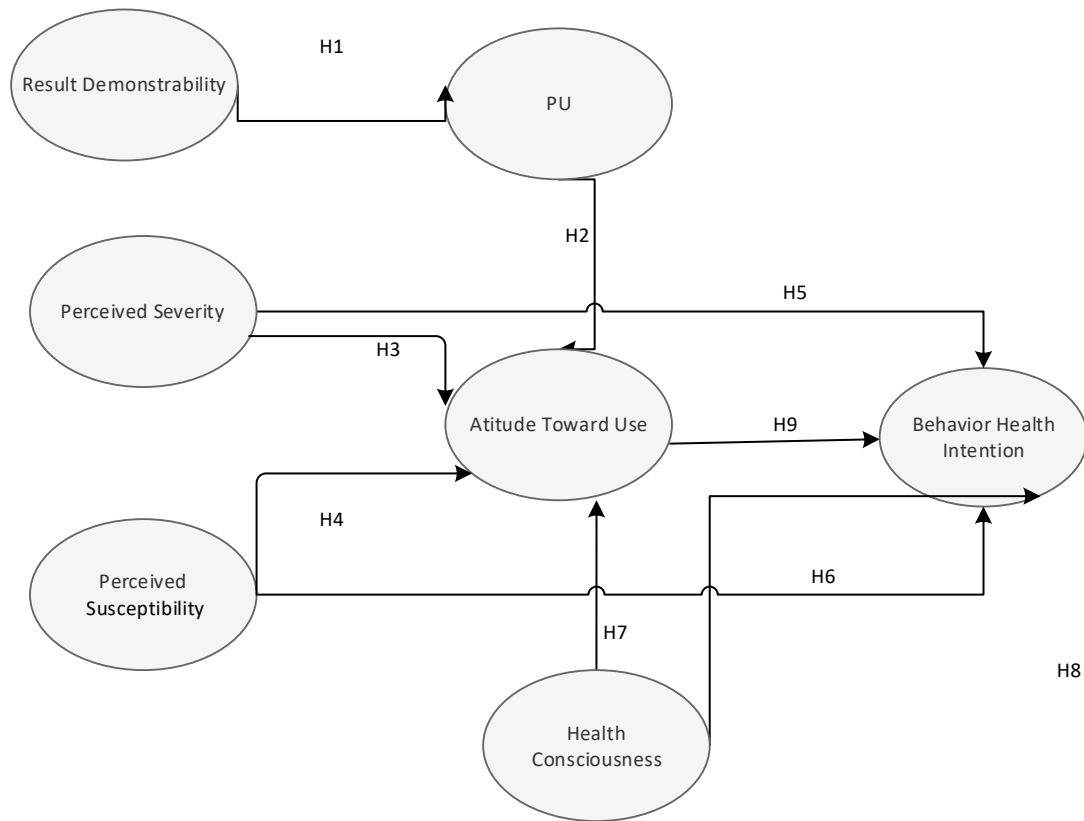 H1
Result Demonstrability
PU
H2
H5
Perceived Severity
H3
Atitude Toward Use
H9
Behavior Health
Intention
H4
Perceived
Susceptibility
H6
H7
H8
Health
Consciousness